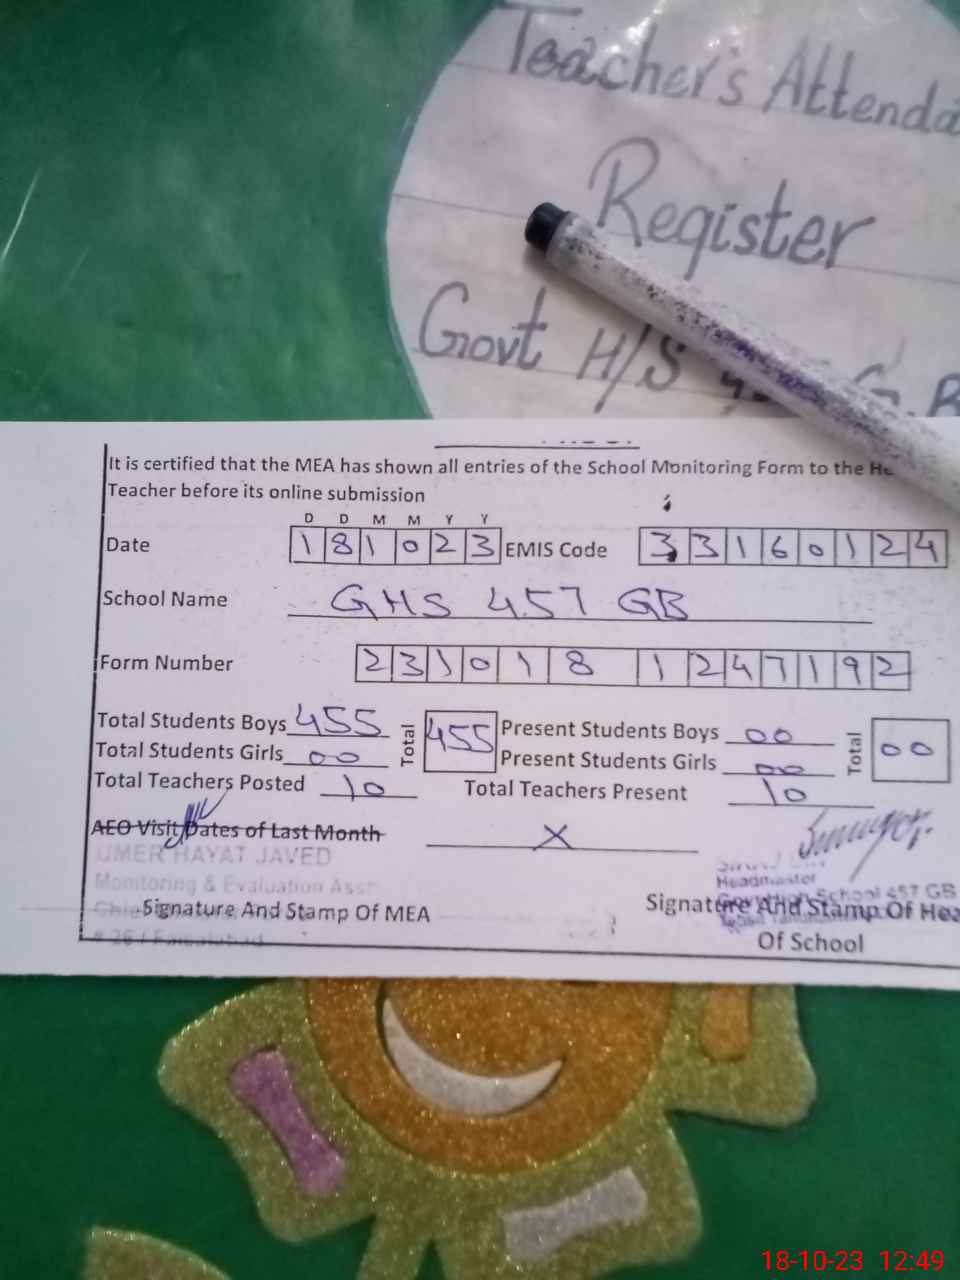 Teacher's Attenda
Register
Govt H/S 4 G.B
It is certified that the MEA has shown all entries of the School Monitoring Form to the He
Teacher before its online submission
D D M M Y Y
Date 1 8 1 0 2 3 EMIS Code 3 3 1 6 0 1 2 4
School Name GHS 457 GB
Form Number 2 3 1 0 1 8 1 2 4 7 1 9 2
Total Students Boys 455 Total 455 Present Students Boys 00 Total 00
Total Students Girls 00 Present Students Girls 00
Total Teachers Posted 10 Total Teachers Present 10
AEO Visit Dates of Last Month X
UMER HAYAT JAVED
Monitoring & Evaluation Ass
Headmaster
School 457 GB
Signature And Stamp Of MEA Signature And Stamp Of Hea
Of School
# 26 / Faisalabad
18-10-23 12:49